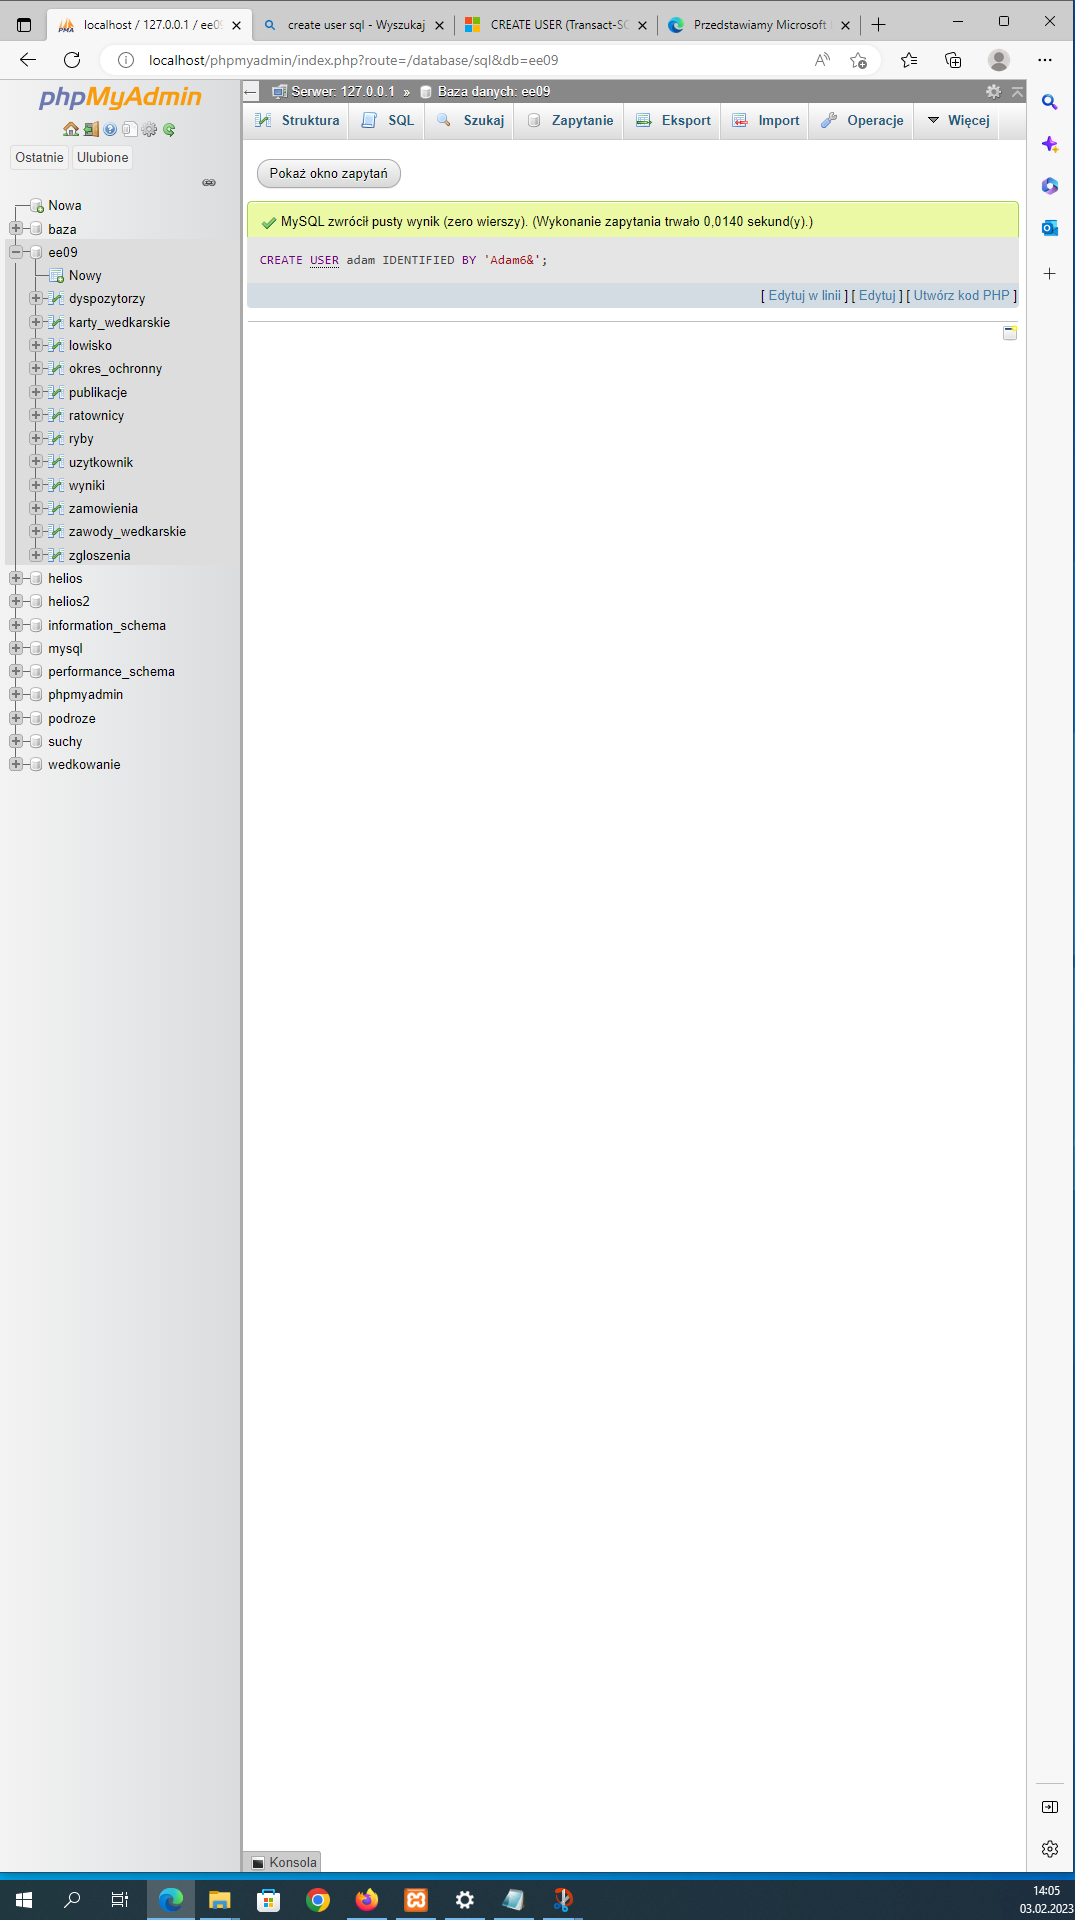 localhost / 127.0.0.1 / ee09
create user sql - Wyszukaj
CREATE USER (Transact-SQ
Przedstawiamy Microsoft
localhost/phpmyadmin/index.php?route=/database/sql&db=ee09
phpMyAdmin
Ostatnie Ulubione
Nowa
baza
ee09
Nowy
dyspozytorzy
karty_wedkarskie
lowisko
okres_ochronny
publikacje
ratownicy
ryby
uzytkownik
wyniki
zamowienia
zawody_wedkarskie
zgloszenia
helios
helios2
information_schema
mysql
performance_schema
phpmyadmin
podroze
suchy
wedkowanie
Serwer: 127.0.0.1 » Baza danych: ee09
Struktura SQL Szukaj Zapytanie Eksport Import Operacje Więcej
Pokaż okno zapytań
MySQL zwrócił pusty wynik (zero wierszy). (Wykonanie zapytania trwało 0,0140 sekund(y).)
CREATE USER adam IDENTIFIED BY 'Adam6&';
[ Edytuj w linii ] [ Edytuj ] [ Utwórz kod PHP ]
Konsola
14:05
03.02.2023